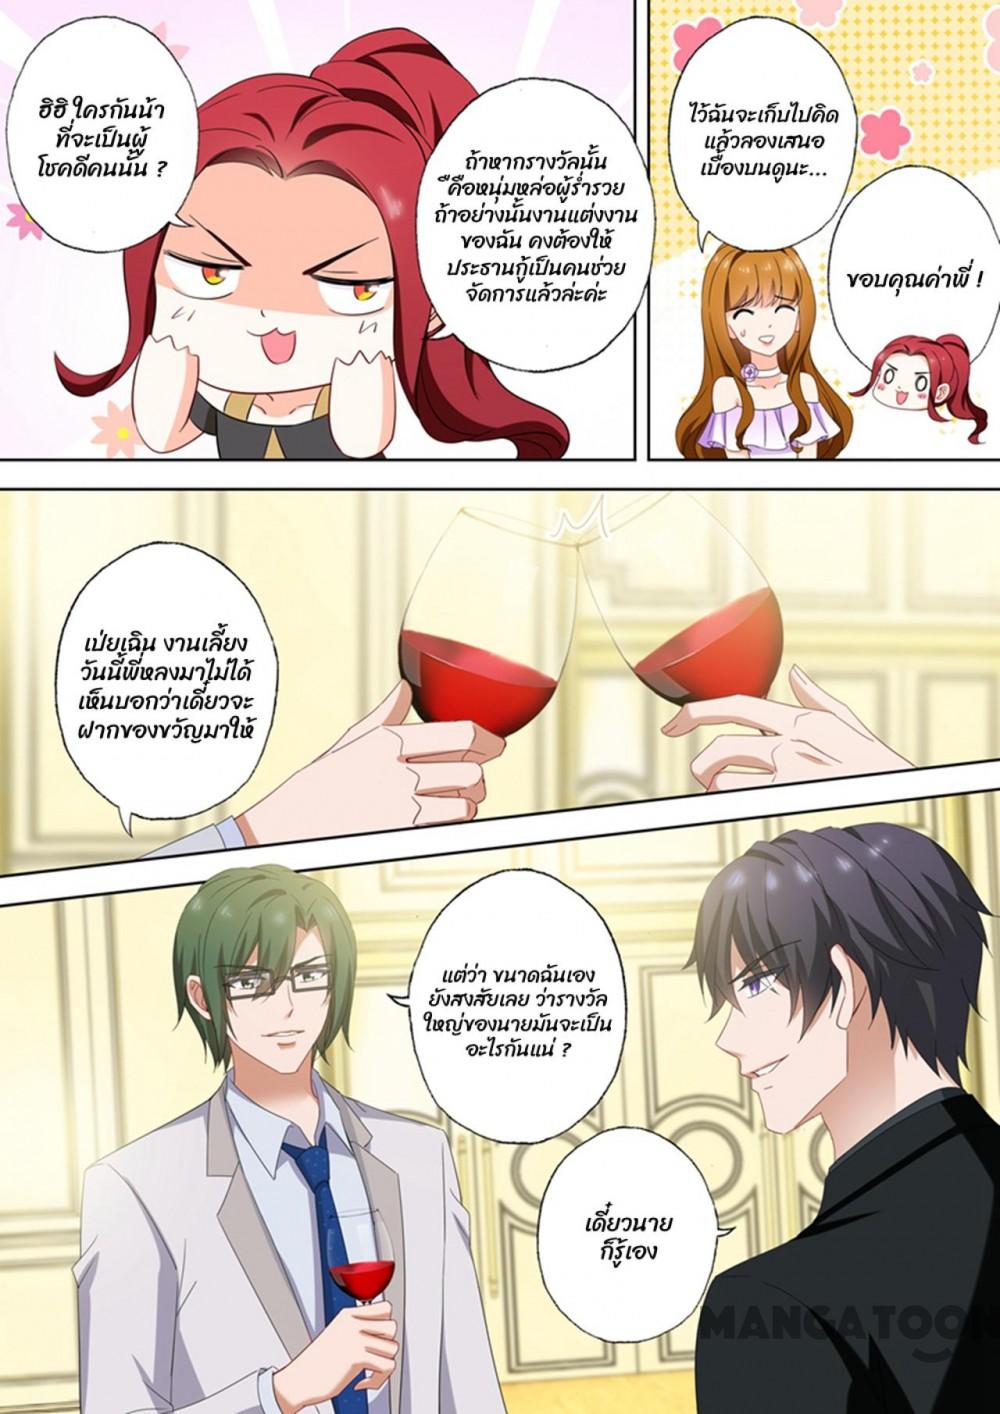 ฮิฮิ ใครกันน้า
ที่จะเป็นผู้
โชคดีคนนั้น ?
ถ้าหากรางวัลนั้น
คือหนุ่มหล่อผู้ร่ำรวย
ถ้าอย่างนั้นงานแต่งงาน
ของฉัน คงต้องให้
ประธานกู้เป็นคนช่วย
จัดการแล้วล่ะค่ะ
ไว้ฉันจะเก็บไปคิด
แล้วลองเสนอ
เบื้องบนดูนะ...
ขอบคุณค่าพี่ !
เป่ยเฉิน งานเลี้ยง
วันนี้พี่หลงมาไม่ได้
เห็นบอกว่าเดี๋ยวจะ
ฝากของขวัญมาให้
แต่ว่า ขนาดฉันเอง
ยังสงสัยเลย ว่ารางวัล
ใหญ่ของนายมันจะเป็น
อะไรกันแน่ ?
เดี๋ยวนาย
ก็รู้เอง
MANGATOON